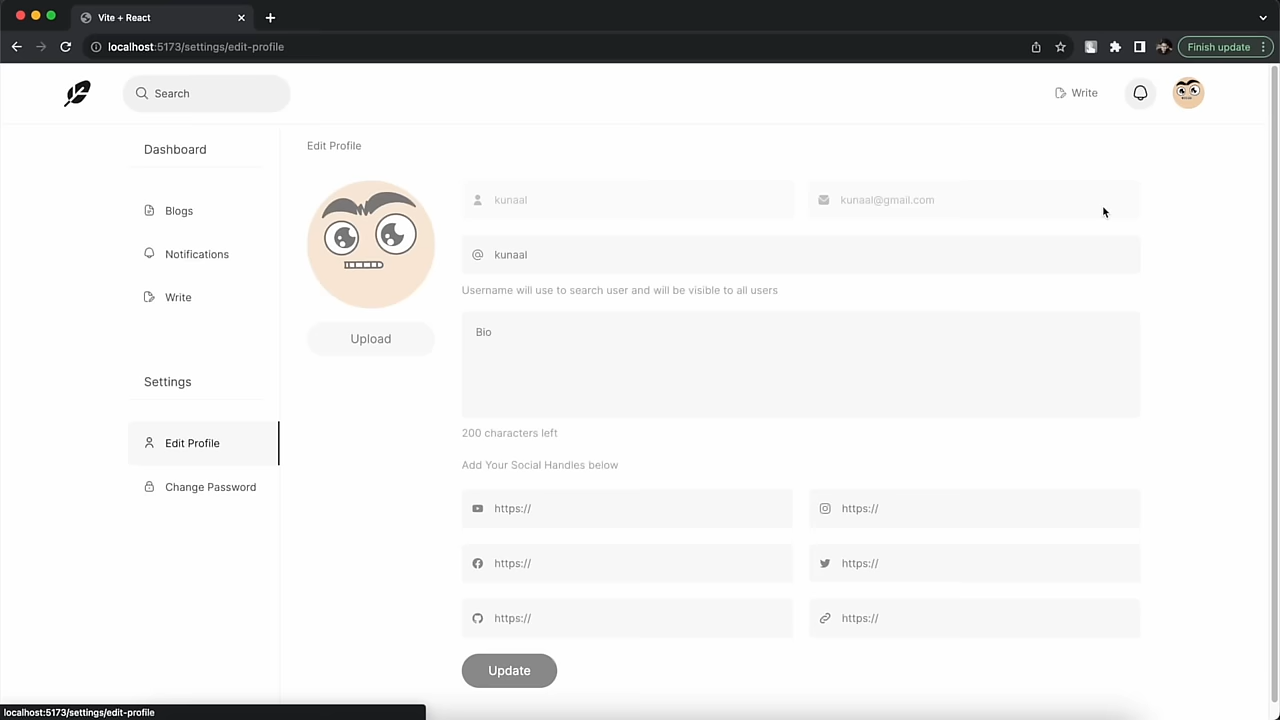 Vite + React
localhost:5173/settings/edit-profile
Finish update
Search
Write
Dashboard
Blogs
Notifications
Write
Settings
Edit Profile
Change Password
Edit Profile
Upload
kunaal
kunaal@gmail.com
@ kunaal
Username will use to search user and will be visible to all users
Bio
200 characters left
Add Your Social Handles below
https://
https://
https://
https://
https://
https://
Update
localhost:5173/settings/edit-profile